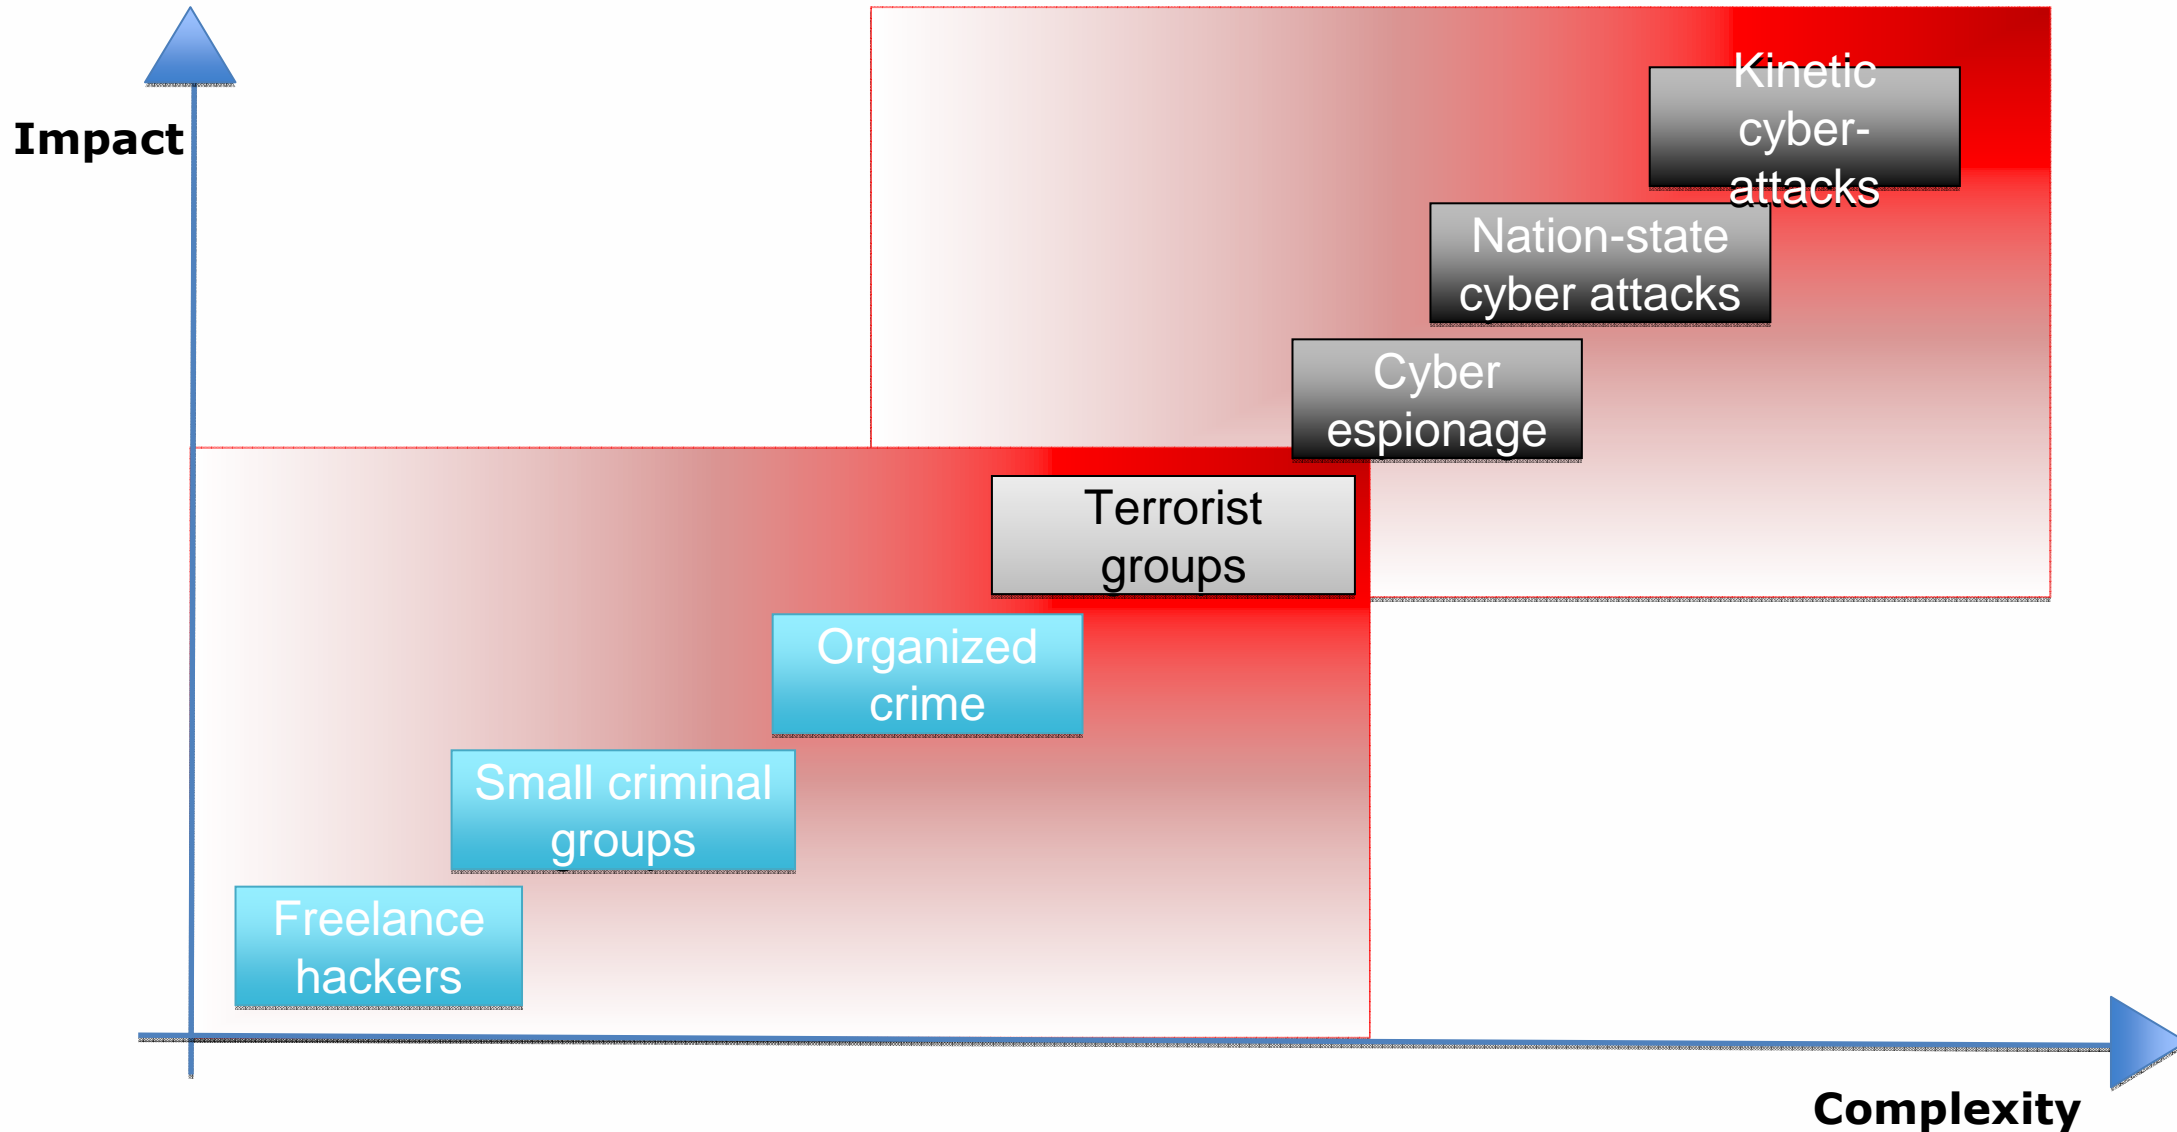 Impact
Kinetic
cyber-
attacks
Nation-state
cyber attacks
Cyber
espionage
Terrorist
groups
Organized
crime
Small criminal
groups
Freelance
hackers
Complexity